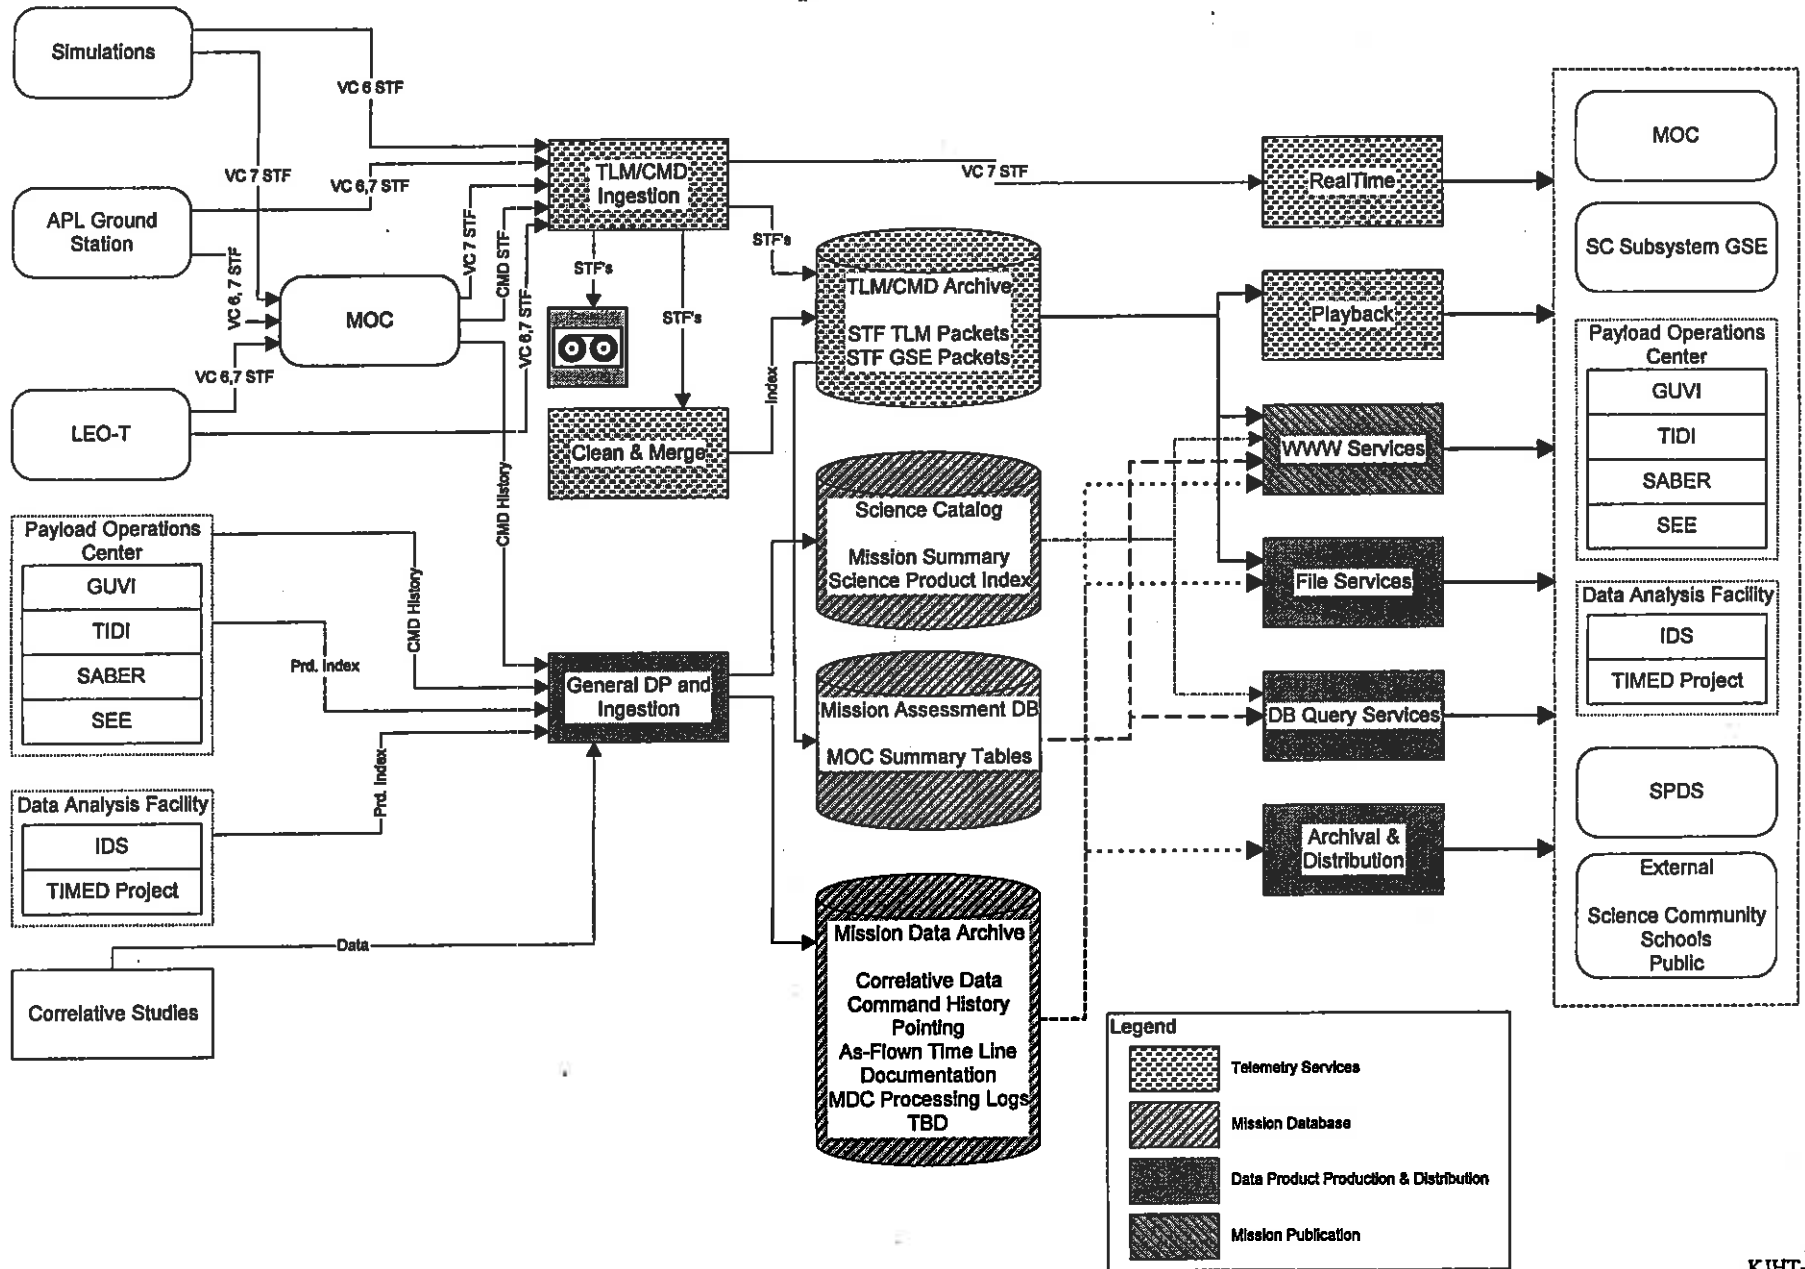 Simulations
VC 6 STF
VC 7 STF
APL Ground
Station
VC 6,7 STF
VC 6, 7 STF
MOC
VC 7 STF
CMD STF
VC 6,7 STF
LEO-T
VC 6,7 STF
CMD History
TLM/CMD
Ingestion
STF's
STF's
STF's
VC 7 STF
Clean & Merge
Index
TLM/CMD Archive
STF TLM Packets
STF GSE Packets
Science Catalog
Mission Summary
Science Product Index
Mission Assessment DB
MOC Summary Tables
Mission Data Archive
Correlative Data
Command History
Pointing
As-Flown Time Line
Documentation
MDC Processing Logs
TBD
Payload Operations
Center
GUVI
TIDI
SABER
SEE
CMD History
Prd. Index
General DP and
Ingestion
Data Analysis Facility
IDS
TIMED Project
Prd. Index
Data
Correlative Studies
RealTime
Playback
WWW Services
File Services
DB Query Services
Archival &
Distribution
MOC
SC Subsystem GSE
Payload Operations
Center
GUVI
TIDI
SABER
SEE
Data Analysis Facility
IDS
TIMED Project
SPDS
External
Science Community
Schools
Public
Legend
Telemetry Services
Mission Database
Data Product Production & Distribution
Mission Publication